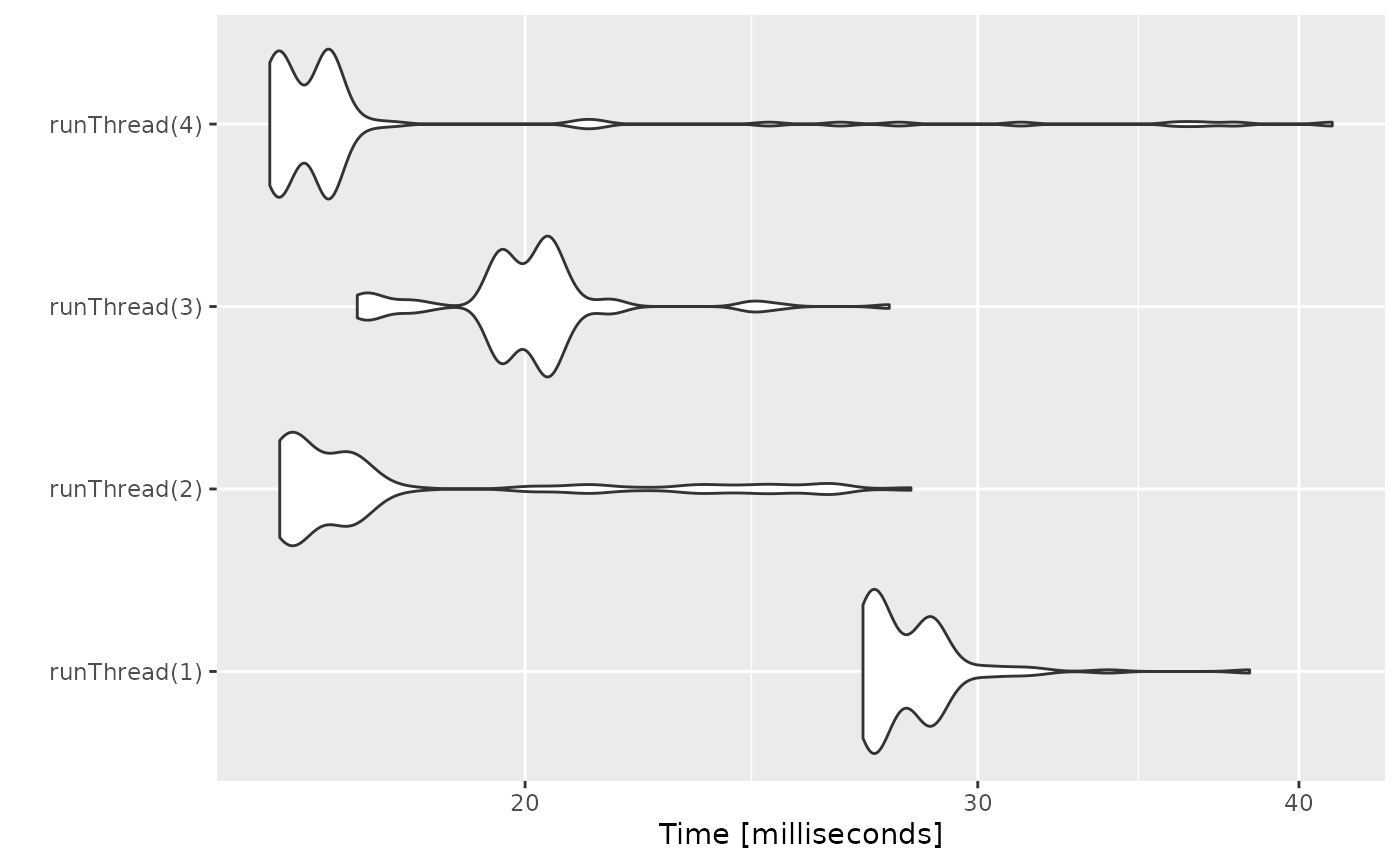 runThread(4)
runThread(3)
runThread(2)
runThread(1)
20 30 40
Time [milliseconds]